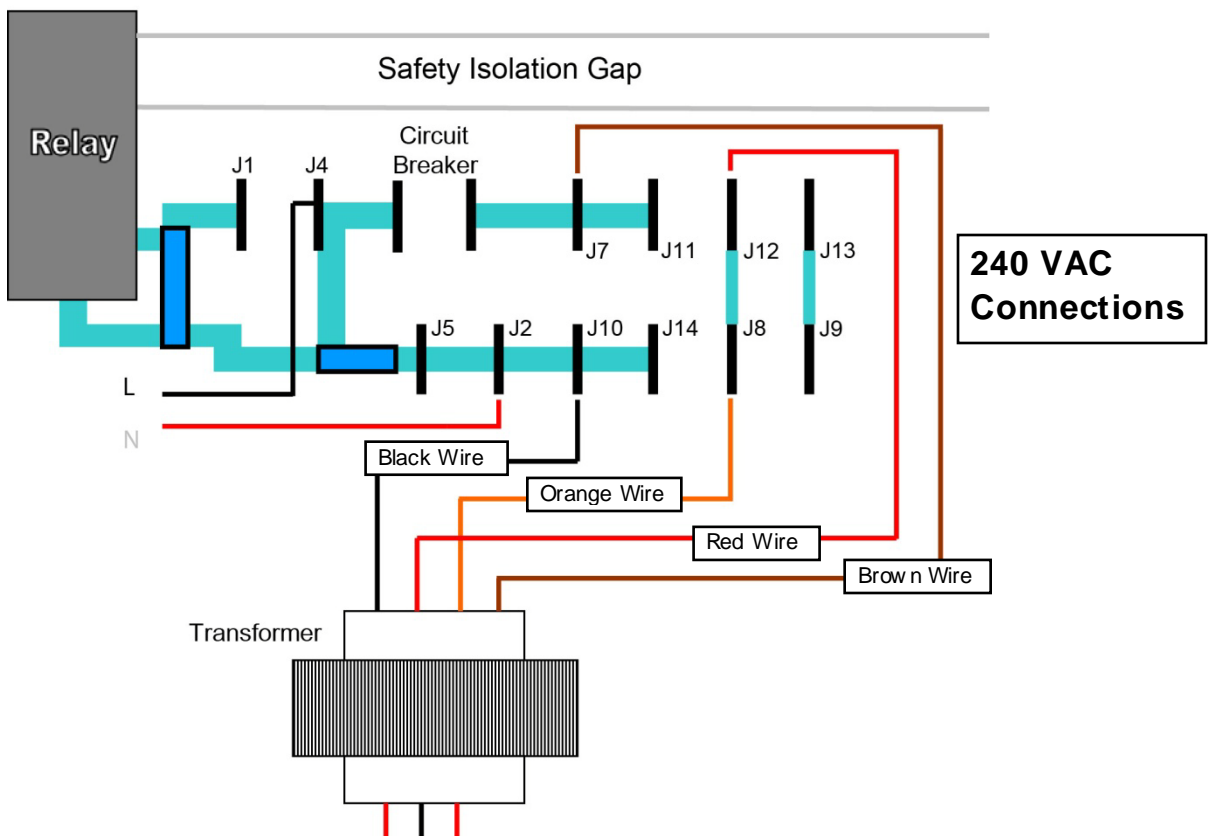 Safety Isolation Gap
Relay
Circuit
Breaker
J1
J4
J7
J11
J12
J13
240 VAC
Connections
J5
J2
J10
J14
J8
J9
L
N
Black Wire
Orange Wire
Red Wire
Brown Wire
Transformer